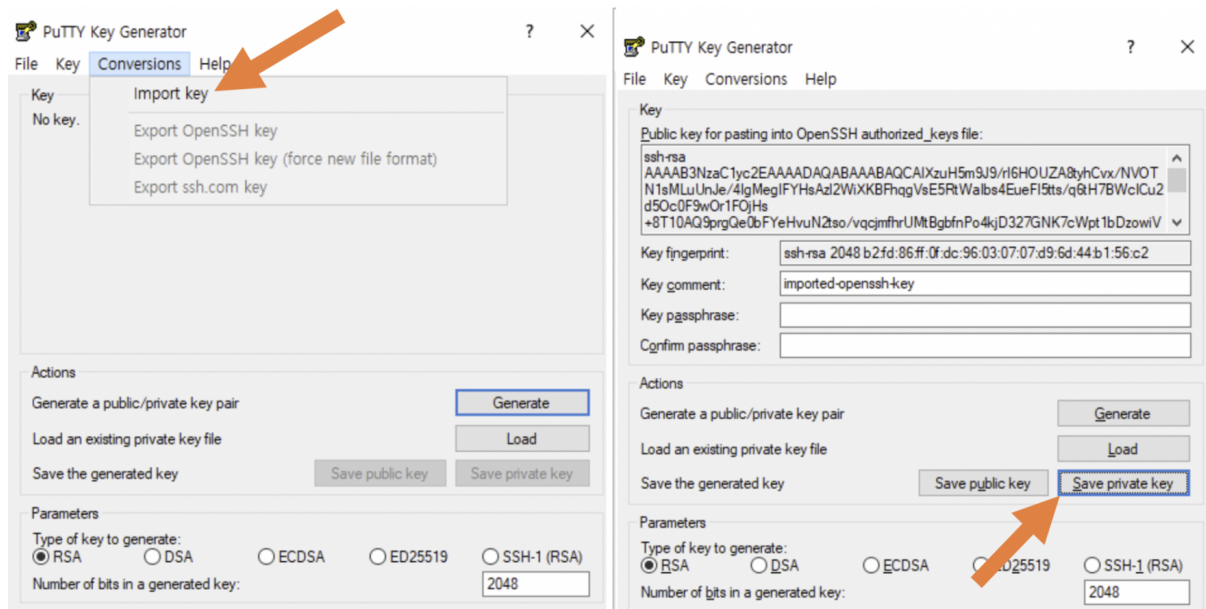 PuTTY Key Generator
File Key Conversions Help
Import key
Export OpenSSH key
Export OpenSSH key (force new file format)
Export ssh.com key
Key
No key.
Actions
Generate a public/private key pair
Generate
Load an existing private key file
Load
Save the generated key
Save public key
Save private key
Parameters
Type of key to generate:
RSA DSA ECDSA ED25519 SSH-1 (RSA)
Number of bits in a generated key:
2048
PuTTY Key Generator
File Key Conversions Help
Key
Public key for pasting into OpenSSH authorized_keys file:
ssh-rsa
AAAAB3NzaC1yc2EAAAADAQABAAABAQCAIXzuH5m9J9/rI6HOUZA8tyhCvx/NVOT
N1sMLuUnJe/4IgMegIFYHsAzI2WiXKBFhqgVsE5RtWaIbs4EueFI5tts/q6tH7BWcICu2
d5Oc0F9wOr1FOjHs
+8T10AQ9prgQe0bFYeHvuN2tso/vqcjmfhrUMtBgbfnPo4kjD327GNK7cWpt1bDzowiV
Key fingerprint:
ssh-rsa 2048 b2:fd:86:ff:0f:dc:96:03:07:07:d9:6d:44:b1:56:c2
Key comment:
imported-openssh-key
Key passphrase:
Confirm passphrase:
Actions
Generate a public/private key pair
Generate
Load an existing private key file
Load
Save the generated key
Save public key
Save private key
Parameters
Type of key to generate:
RSA DSA ECDSA ED25519 SSH-1 (RSA)
Number of bits in a generated key:
2048